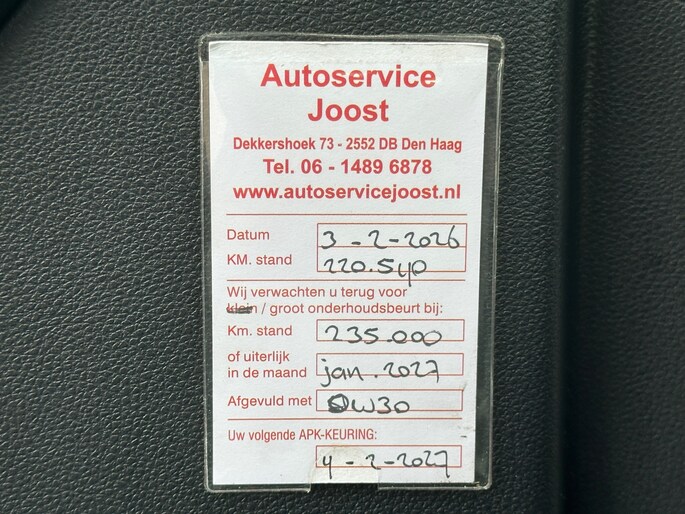 Autoservice
Joost
Dekkershoek 73 - 2552 DB Den Haag
Tel. 06 - 1489 6878
www.autoservicejoost.nl
Datum 3-2-2026
KM. stand 220.540
Wij verwachten u terug voor
klein / groot onderhoudsbeurt bij:
Km. stand 235.000
of uiterlijk
in de maand jan. 2027
Afgevuld met 0W30
Uw volgende APK-KEURING:
4-2-2027